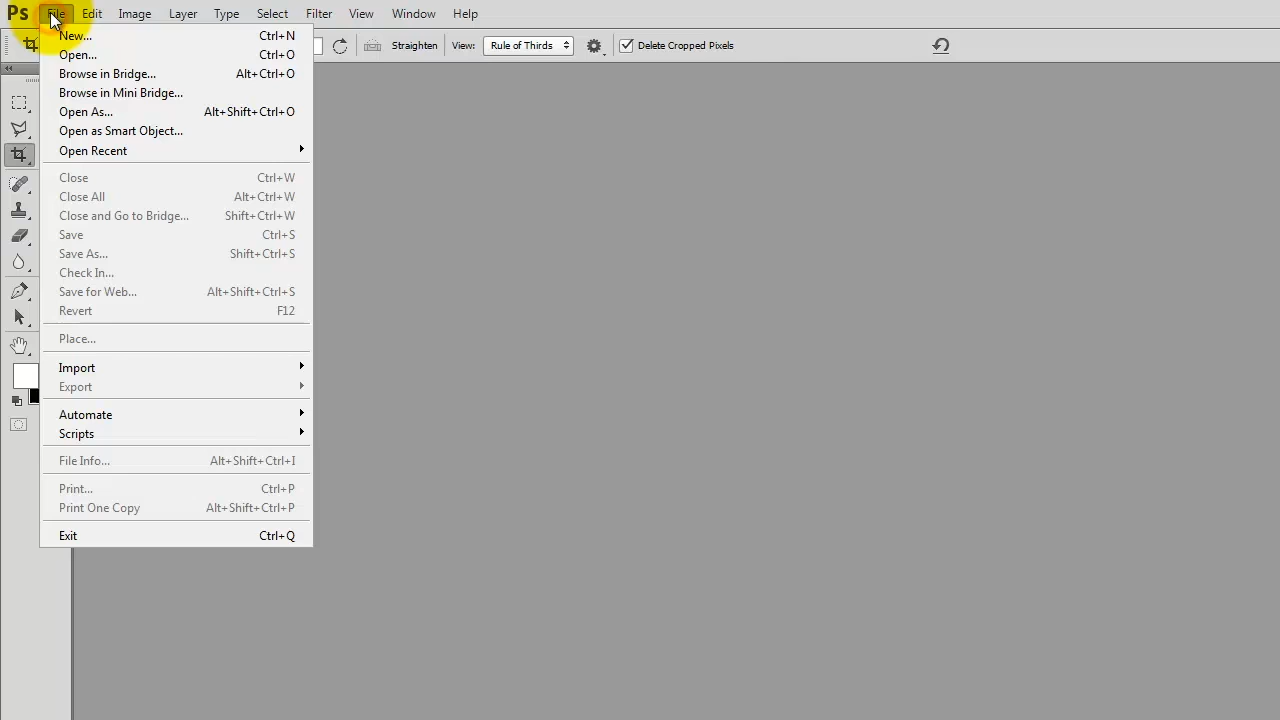 Ps File Edit Image Layer Type Select Filter View Window Help
Straighten View: Rule of Thirds Delete Cropped Pixels
New... Ctrl+N
Open... Ctrl+O
Browse in Bridge... Alt+Ctrl+O
Browse in Mini Bridge...
Open As... Alt+Shift+Ctrl+O
Open as Smart Object...
Open Recent
Close Ctrl+W
Close All Alt+Ctrl+W
Close and Go to Bridge... Shift+Ctrl+W
Save Ctrl+S
Save As... Shift+Ctrl+S
Check In...
Save for Web... Alt+Shift+Ctrl+S
Revert F12
Place...
Import
Export
Automate
Scripts
File Info... Alt+Shift+Ctrl+I
Print... Ctrl+P
Print One Copy Alt+Shift+Ctrl+P
Exit Ctrl+Q